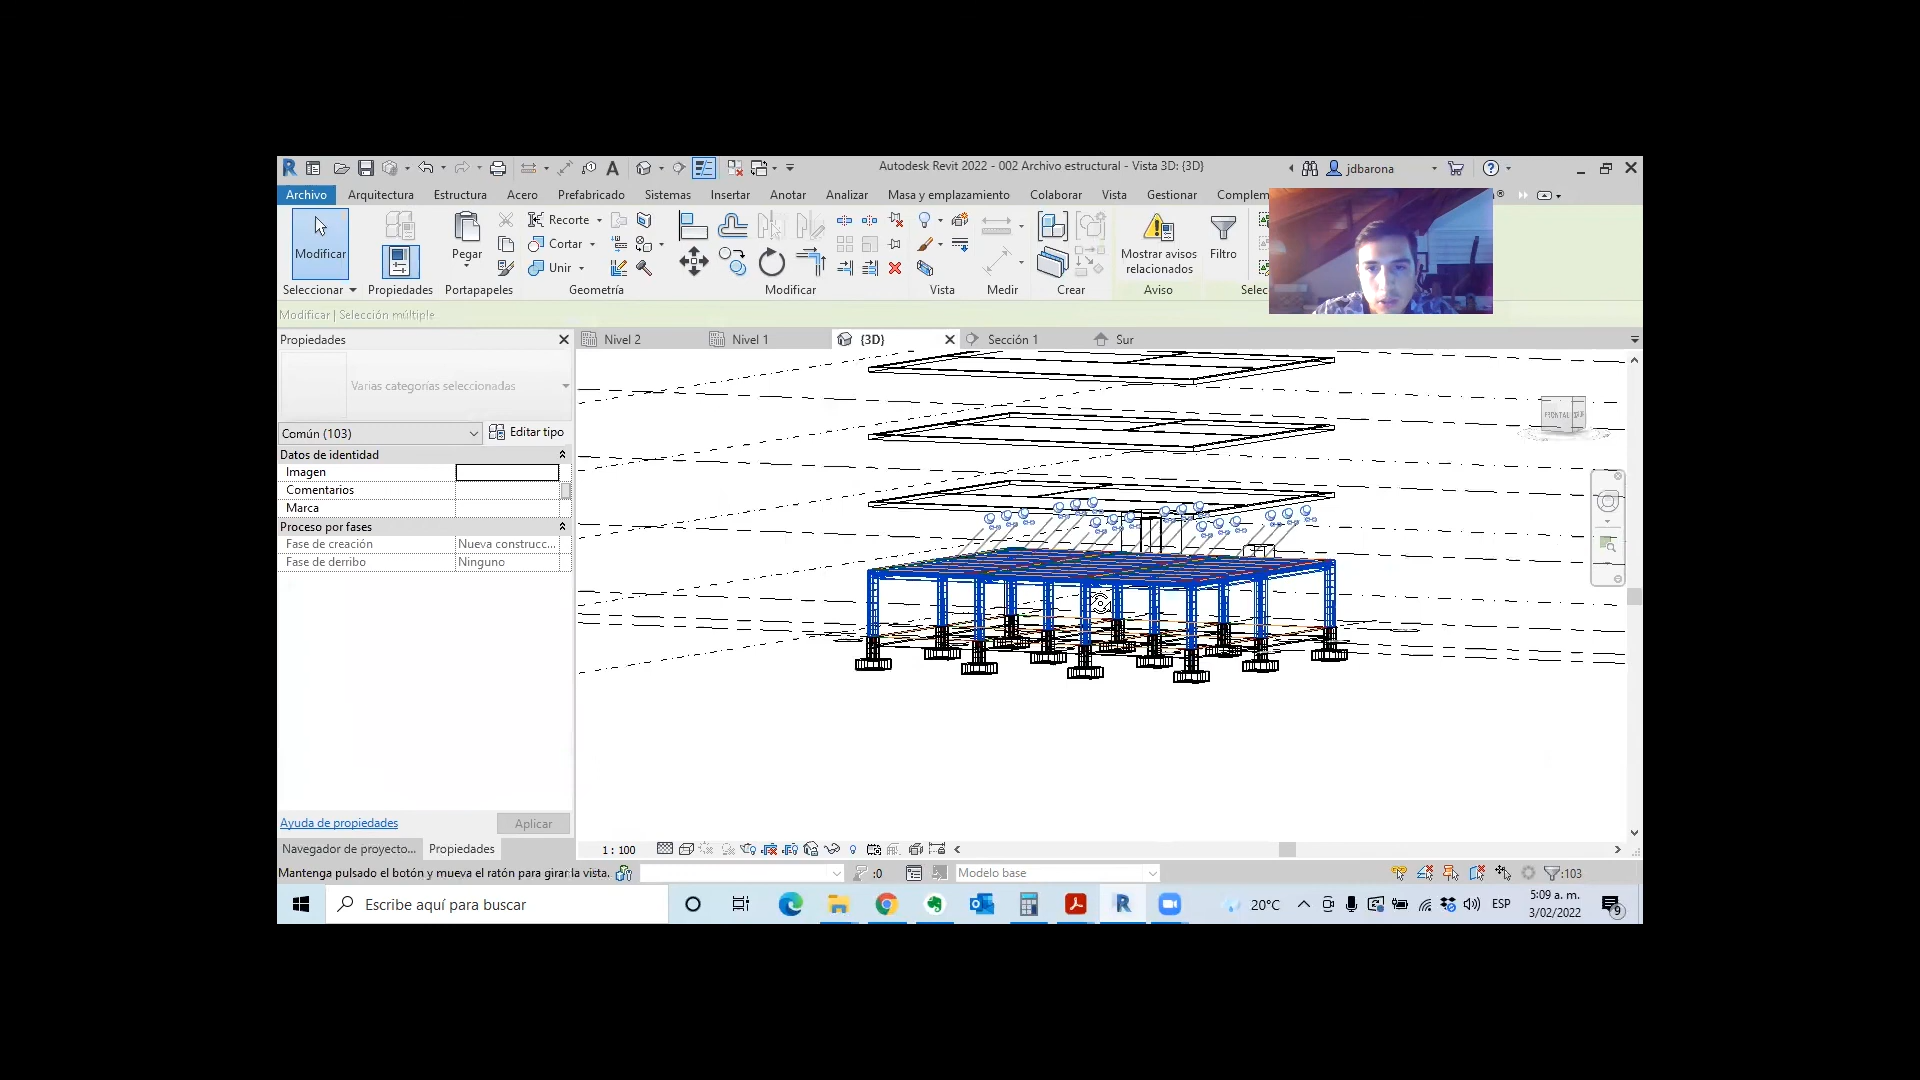 Autodesk Revit 2022 - 002 Archivo estructural - Vista 3D: {3D}
jdbarona
Archivo Arquitectura Estructura Acero Prefabricado Sistemas Insertar Anotar Analizar Masa y emplazamiento Colaborar Vista Gestionar Complem
Modificar
Pegar
Recorte
Cortar
Unir
Mostrar avisos
relacionados
Filtro
Seleccionar Propiedades Portapapeles Geometría Modificar Vista Medir Crear Aviso Selec
Modificar | Selección múltiple
Propiedades
Nivel 2
Nivel 1
{3D}
Sección 1
Sur
Varias categorías seleccionadas
Común (103)
Editar tipo
Datos de identidad
Imagen
Comentarios
Marca
Proceso por fases
Fase de creación Nueva construcc...
Fase de derribo Ninguno
FRONTAL
Ayuda de propiedades
Aplicar
Navegador de proyecto... Propiedades
1 : 100
Mantenga pulsado el botón y mueva el ratón para girar la vista.
:0
Modelo base
:103
Escribe aquí para buscar
20°C
ESP
5:09 a. m.
3/02/2022
9